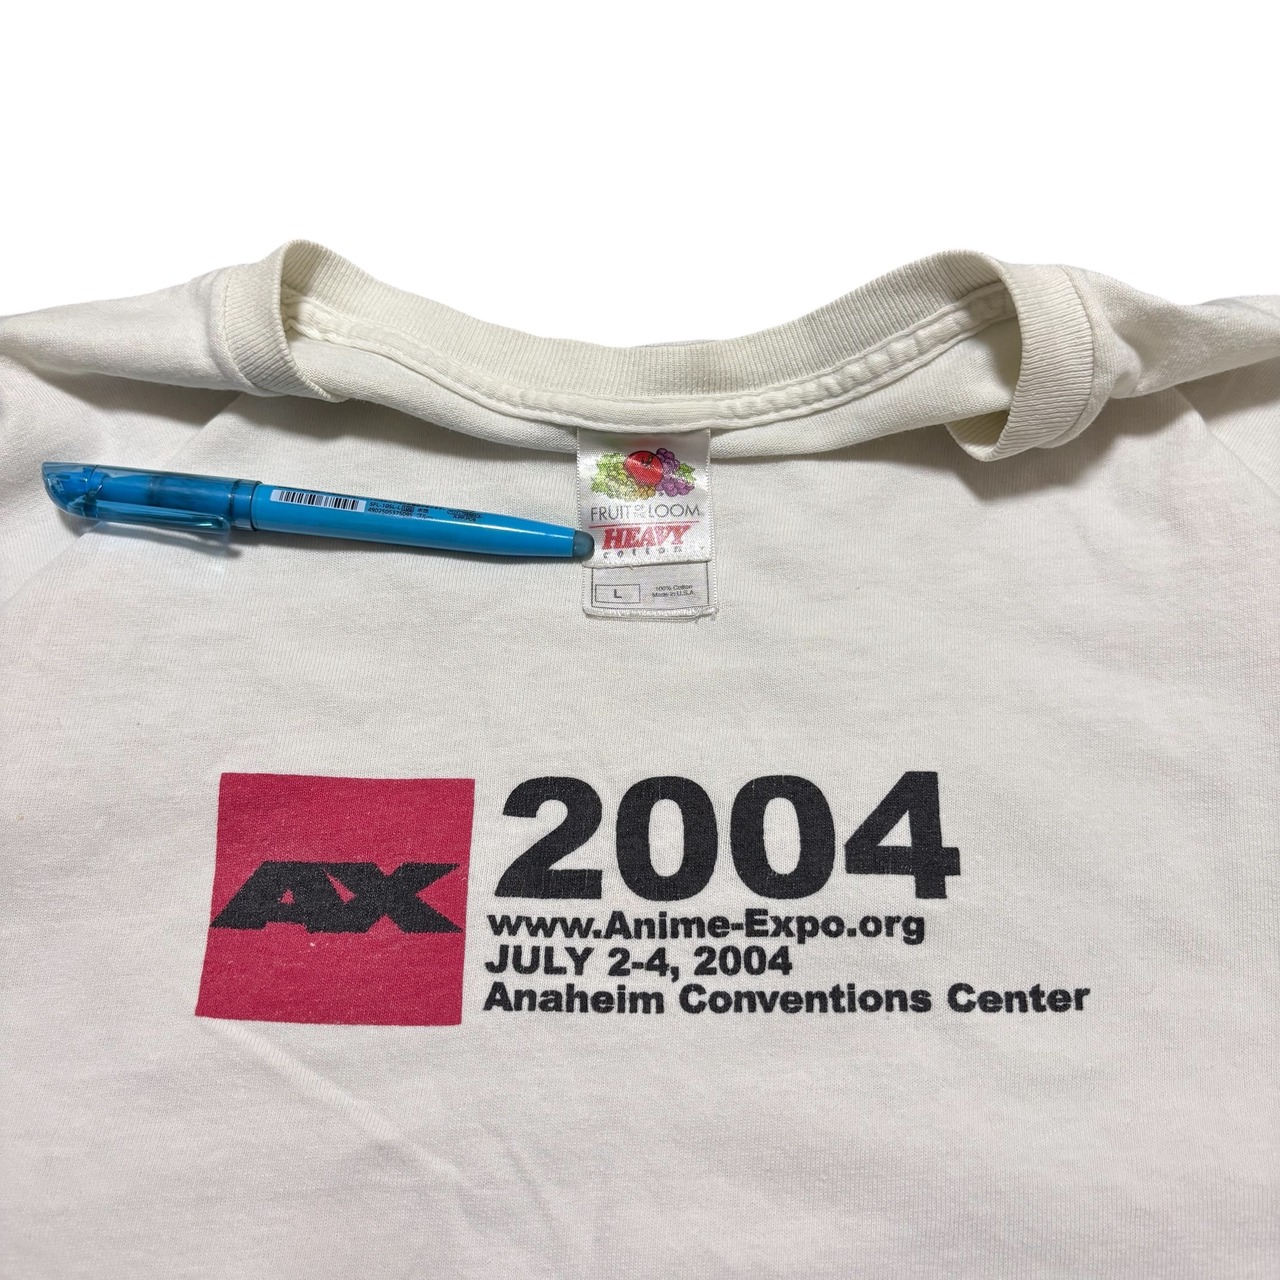 FRUIT OF THE LOOM
HEAVY
cotton
L
100% Cotton
Made in U.S.A
AX
2004
www.Anime-Expo.org
JULY 2-4, 2004
Anaheim Conventions Center